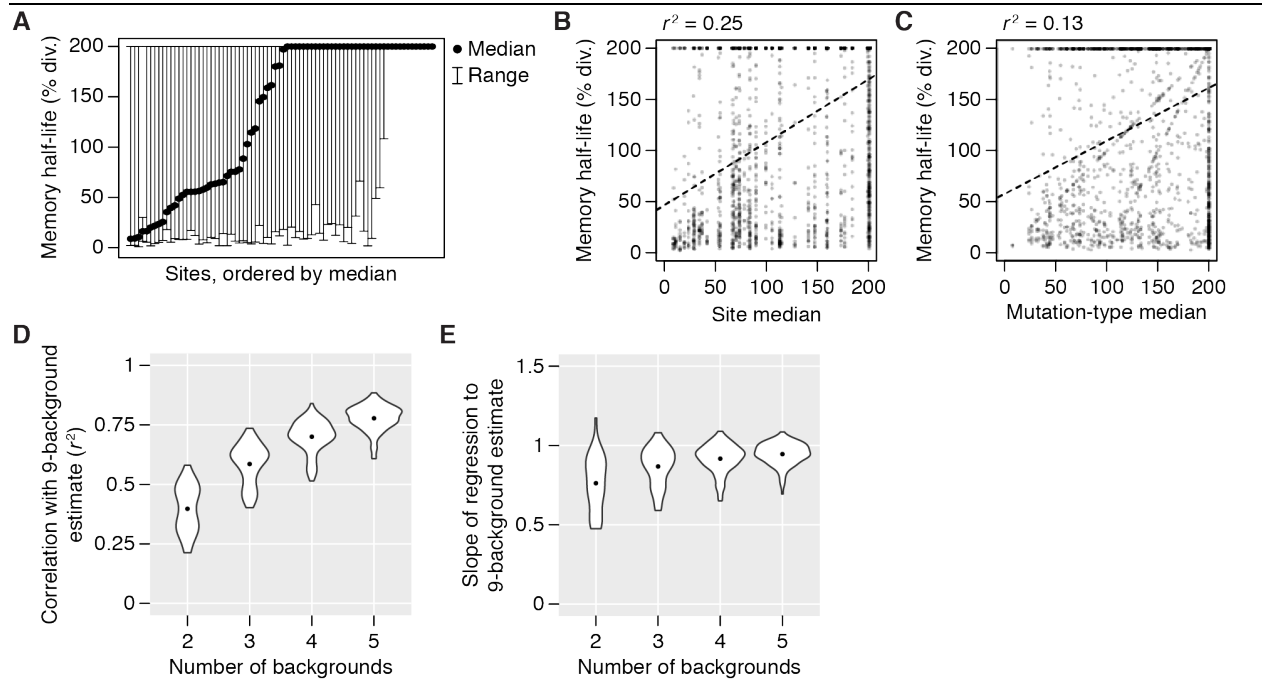 A
Memory half-life (% div.)
200
150
100
50
0
Sites, ordered by median
Median
Range
B
r² = 0.25
Memory half-life (% div.)
200
150
100
50
0
0 50 100 150 200
Site median
C
r² = 0.13
Memory half-life (% div.)
200
150
100
50
0
0 50 100 150 200
Mutation-type median
D
Correlation with 9-background
estimate (r²)
1
0.75
0.5
0.25
0
2 3 4 5
Number of backgrounds
E
Slope of regression to
9-background estimate
1.5
1
0.5
0
2 3 4 5
Number of backgrounds